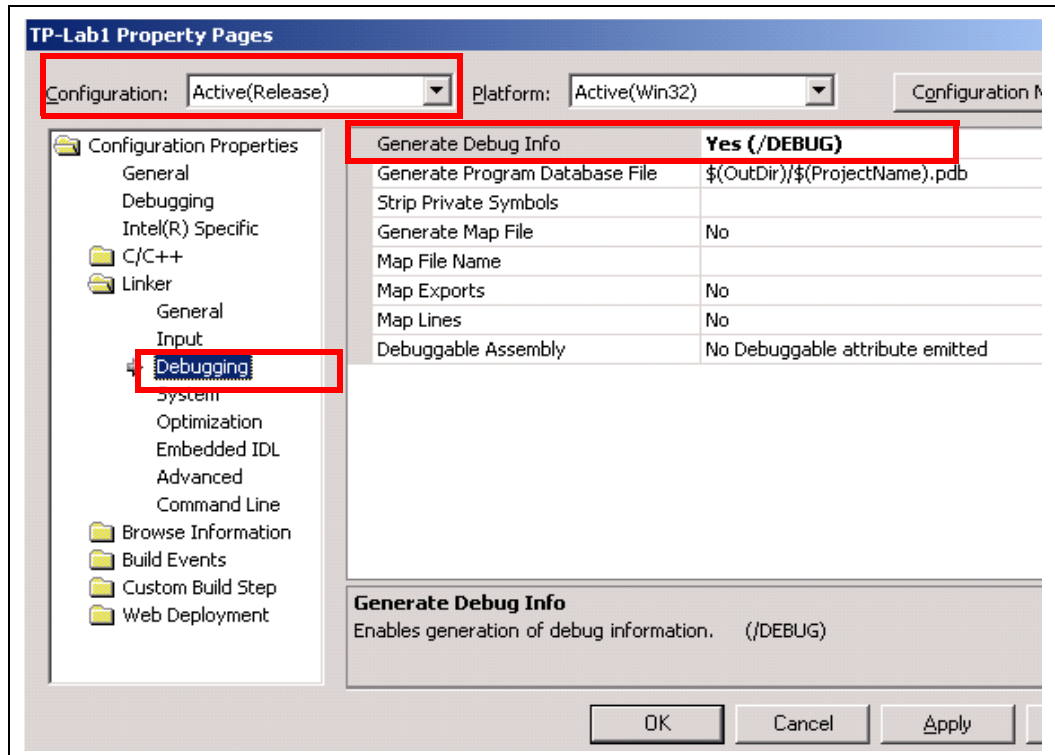 TP-Lab1 Property Pages
Configuration: Active(Release) Platform: Active(Win32) Configuration M
Configuration Properties
General
Debugging
Intel(R) Specific
C/C++
Linker
General
Input
Debugging
System
Optimization
Embedded IDL
Advanced
Command Line
Browse Information
Build Events
Custom Build Step
Web Deployment
Generate Debug Info Yes (/DEBUG)
Generate Program Database File $(OutDir)/$(ProjectName).pdb
Strip Private Symbols
Generate Map File No
Map File Name
Map Exports No
Map Lines No
Debuggable Assembly No Debuggable attribute emitted
Generate Debug Info
Enables generation of debug information. (/DEBUG)
OK Cancel Apply